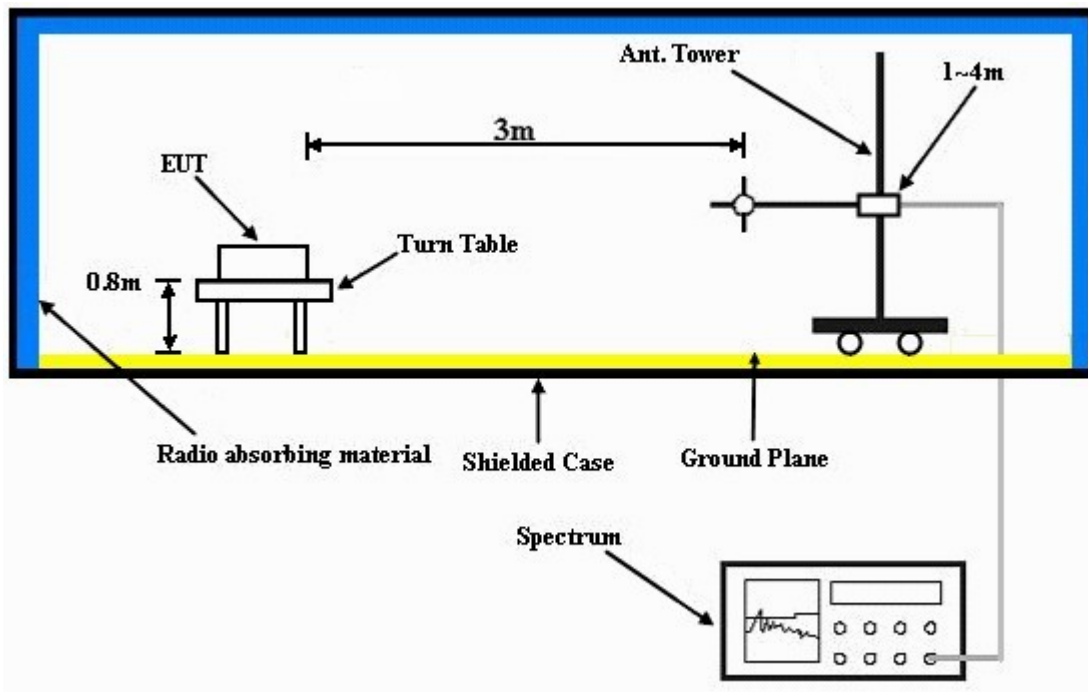 Ant. Tower
1~4m
3m
EUT
Turn Table
0.8m
Radio absorbing material
Shielded Case
Ground Plane
Spectrum